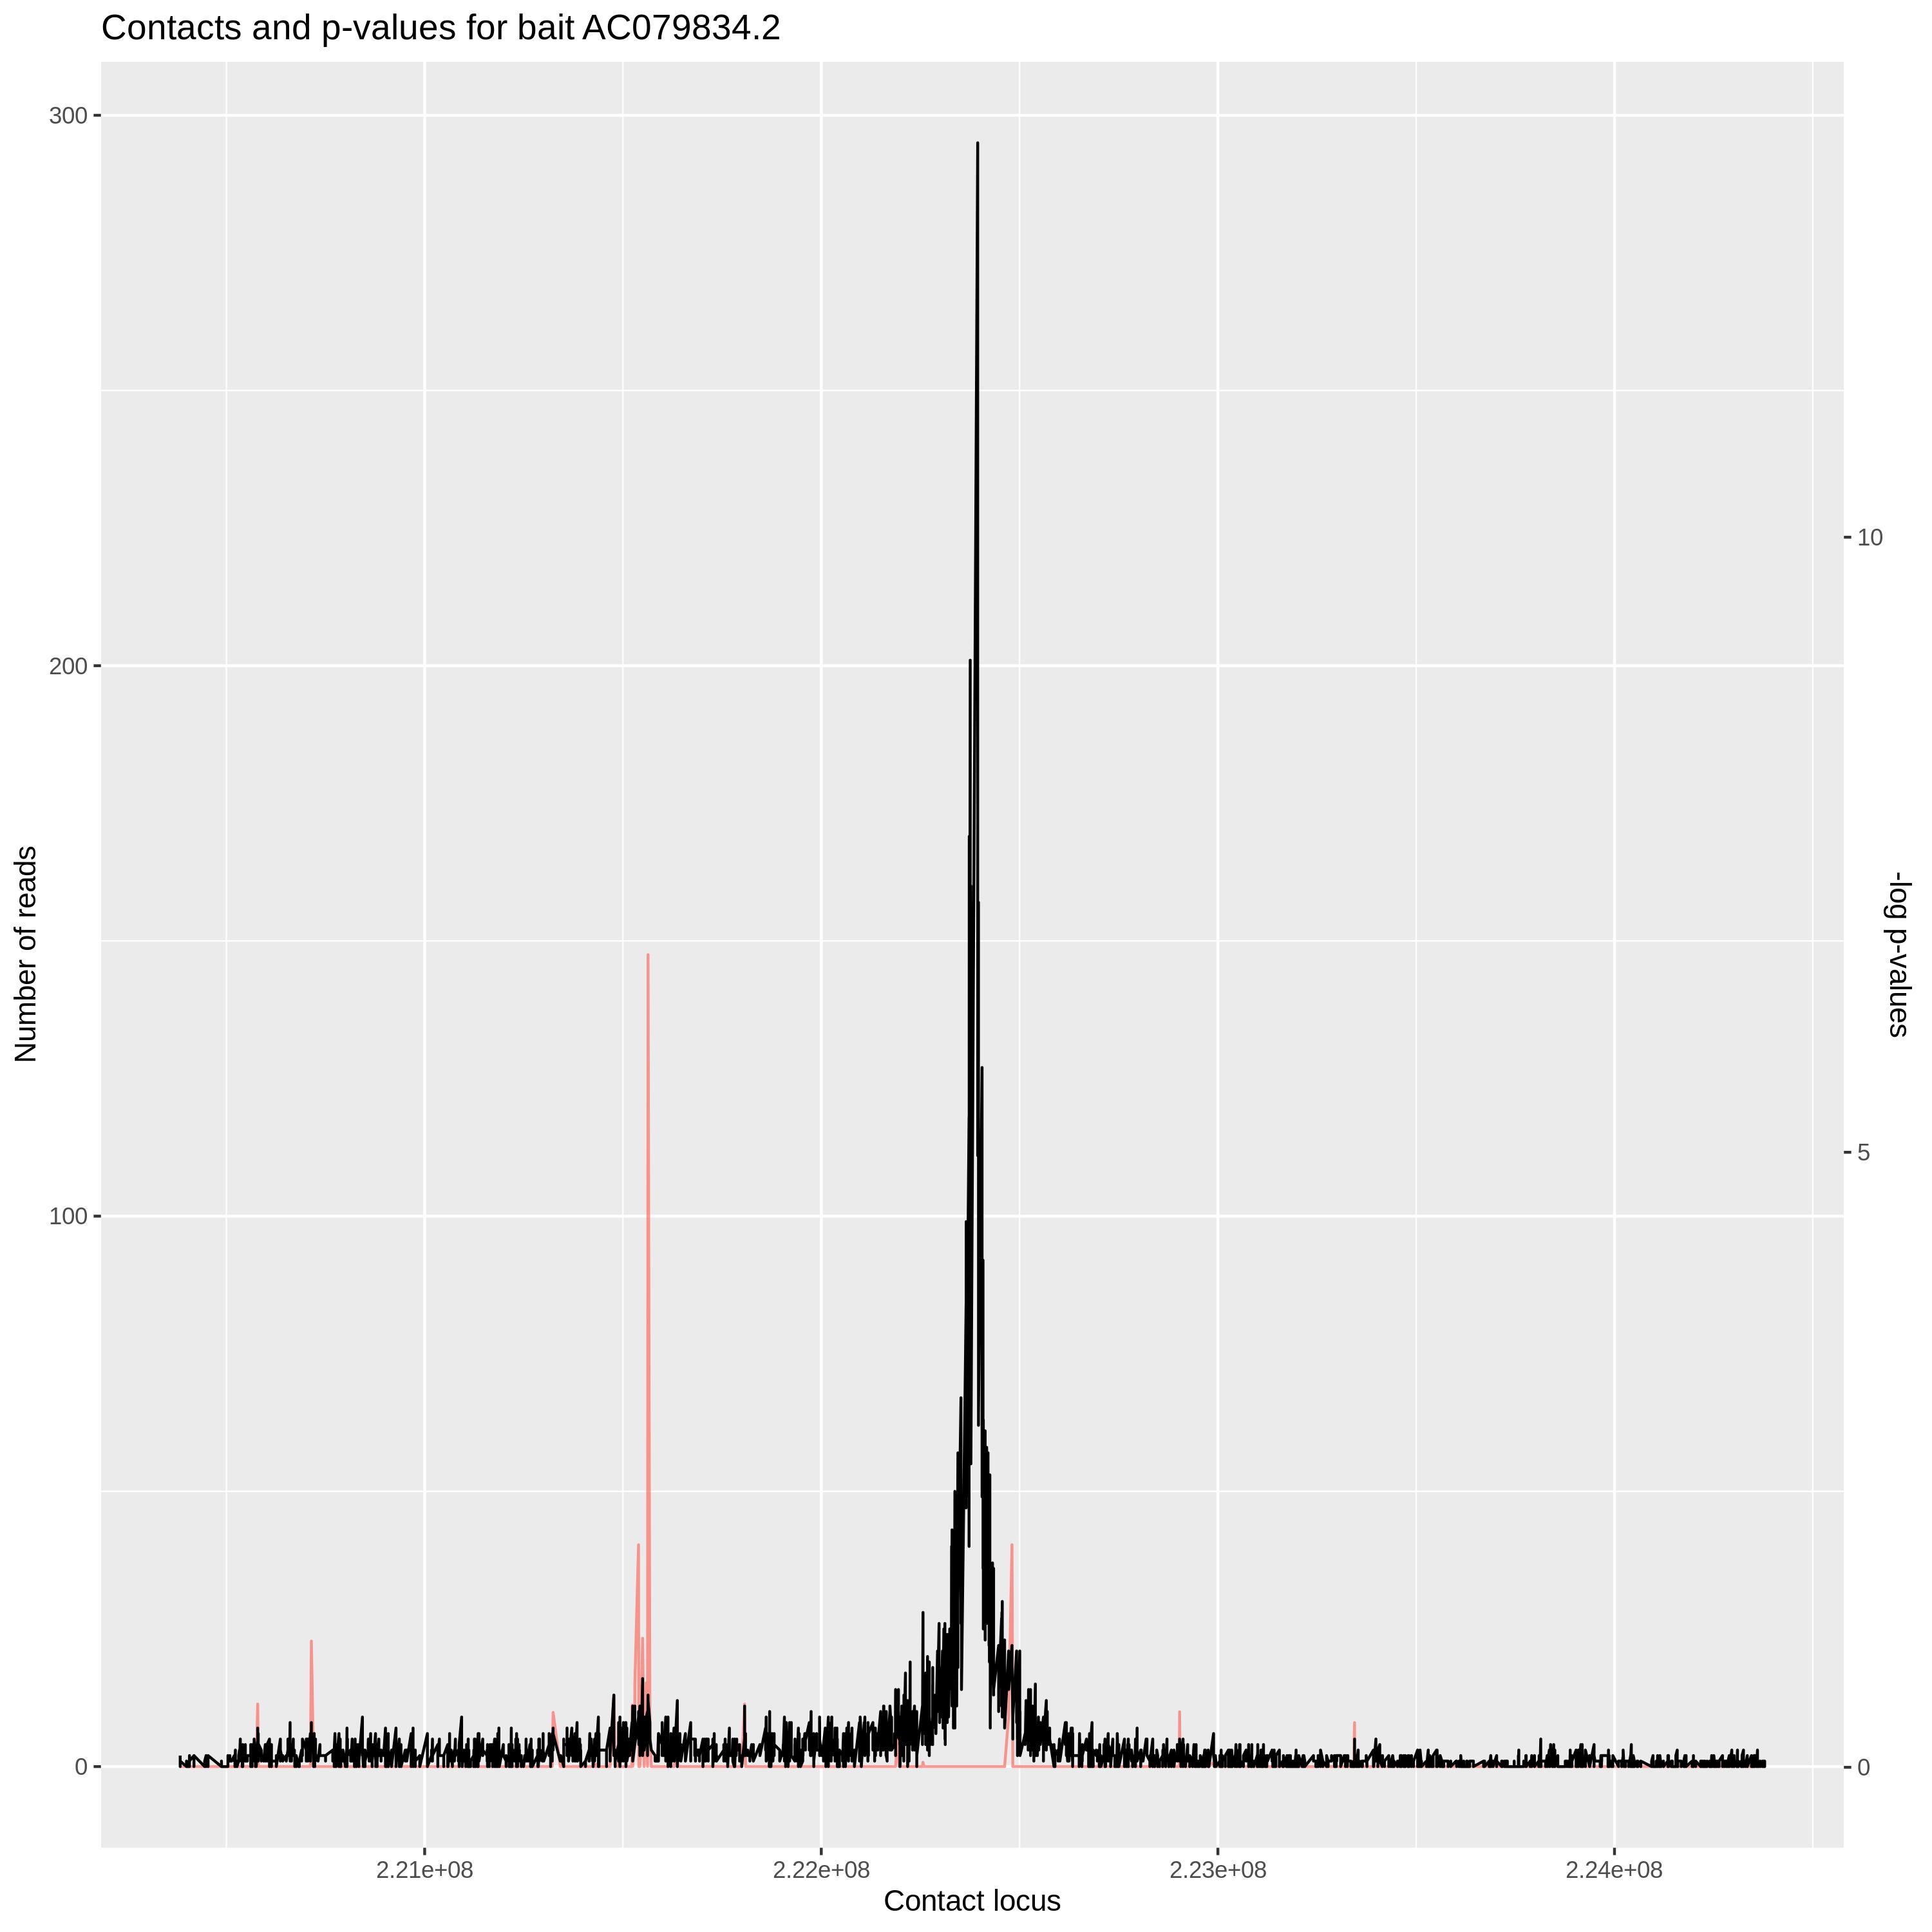 Contacts and p-values for bait AC079834.2
300
200
100
0
Number of reads
10
5
0
-log p-values
2.21e+08
2.22e+08
2.23e+08
2.24e+08
Contact locus